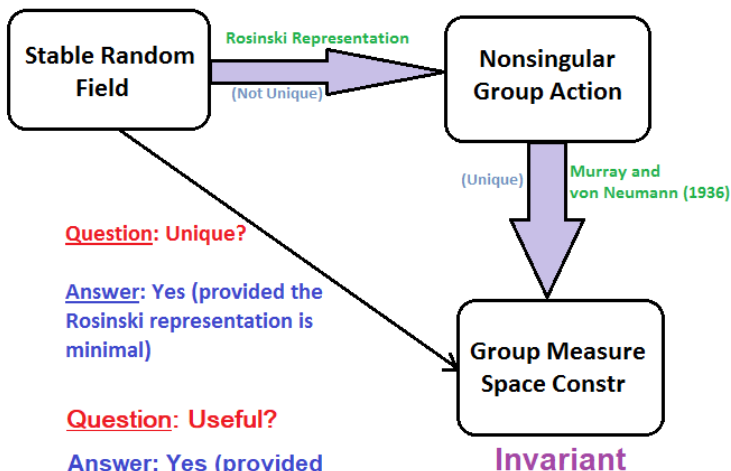 Stable Random
Field
Rosinski Representation
(Not Unique)
Nonsingular
Group Action
(Unique)
Murray and
von Neumann (1936)
Question: Unique?
Answer: Yes (provided the
Rosinski representation is
minimal)
Group Measure
Space Constr
Question: Useful?
Answer: Yes (provided
Invariant